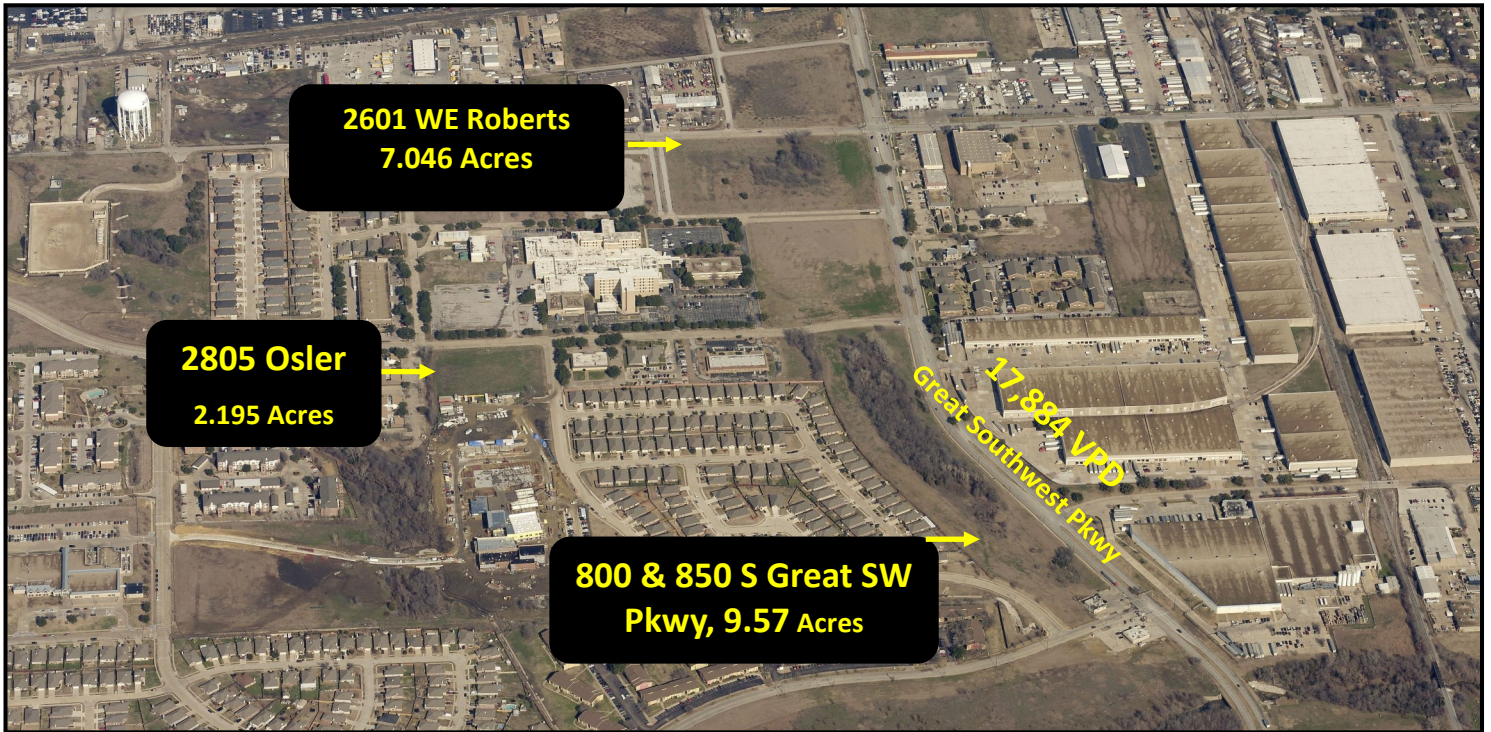 2601 WE Roberts
7.046 Acres
2805 Osler
2.195 Acres
17,884 VPD
Great Southwest Pkwy
800 & 850 S Great SW
Pkwy, 9.57 Acres